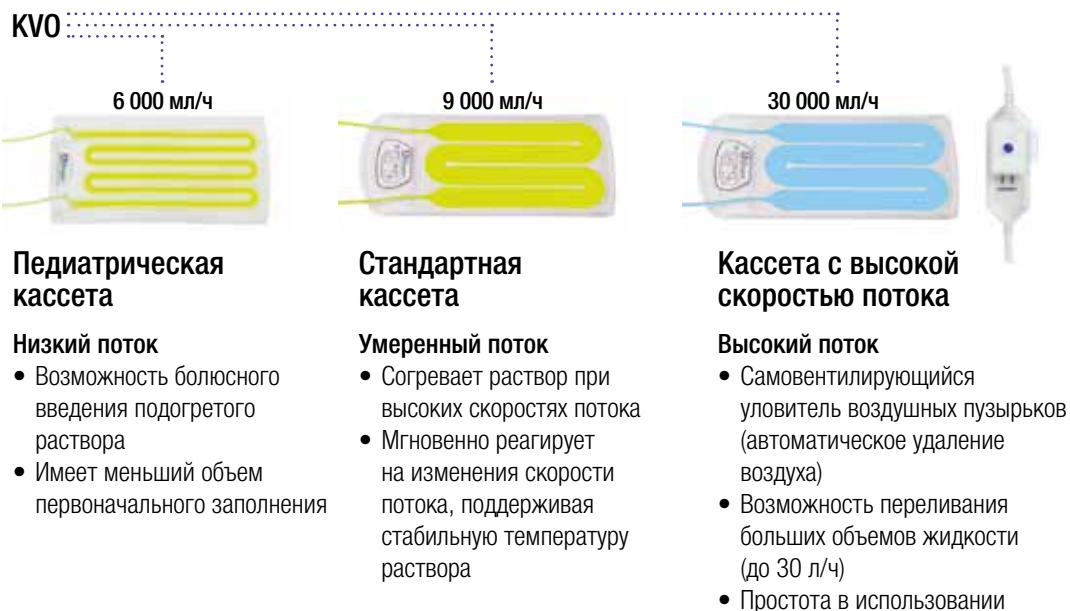 KVO
6 000 мл/ч
9 000 мл/ч
30 000 мл/ч
Педиатрическая
кассета
Низкий поток
• Возможность болюсного
введения подогретого
раствора
• Имеет меньший объем
первоначального заполнения
Стандартная
кассета
Умеренный поток
• Согревает раствор при
высоких скоростях потока
• Мгновенно реагирует
на изменения скорости
потока, поддерживая
стабильную температуру
раствора
Кассета с высокой
скоростью потока
Высокий поток
• Самовентилирующийся
уловитель воздушных пузырьков
(автоматическое удаление
воздуха)
• Возможность переливания
больших объемов жидкости
(до 30 л/ч)
• Простота в использовании